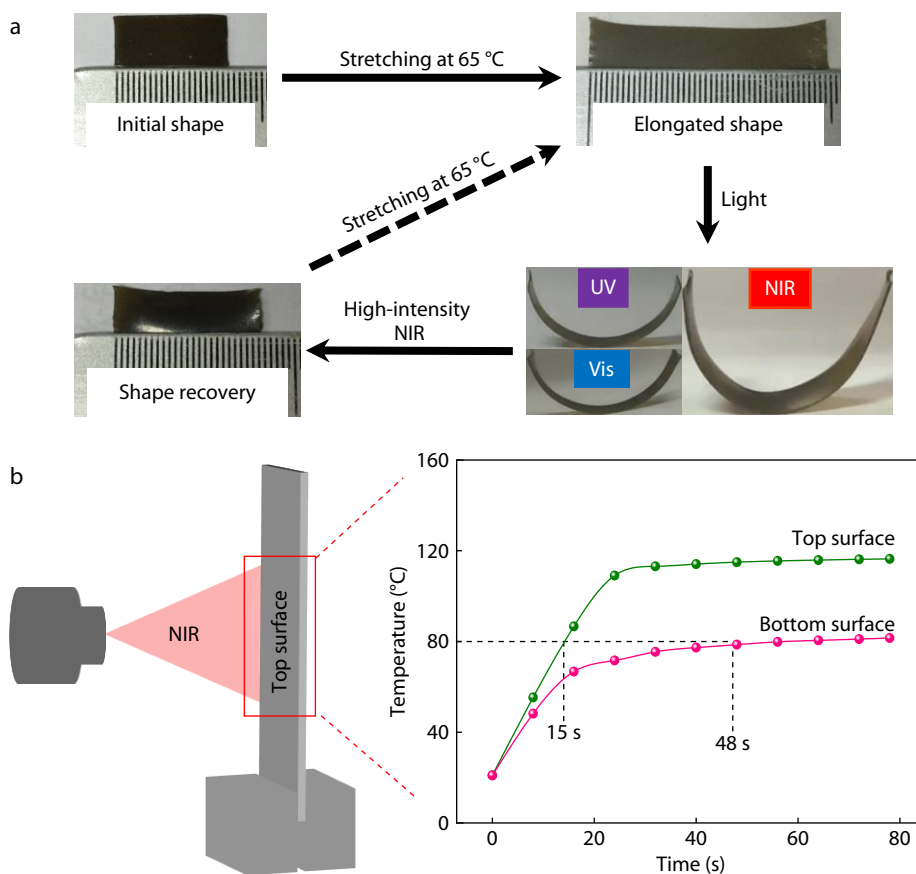 a
Stretching at 65 °C
Initial shape
Elongated shape
Stretching at 65 °C
Light
UV
NIR
Vis
High-intensity
NIR
Shape recovery
b
NIR
Top surface
160
120
80
40
0
Temperature (°C)
Top surface
Bottom surface
15 s
48 s
0
20
40
60
80
Time (s)